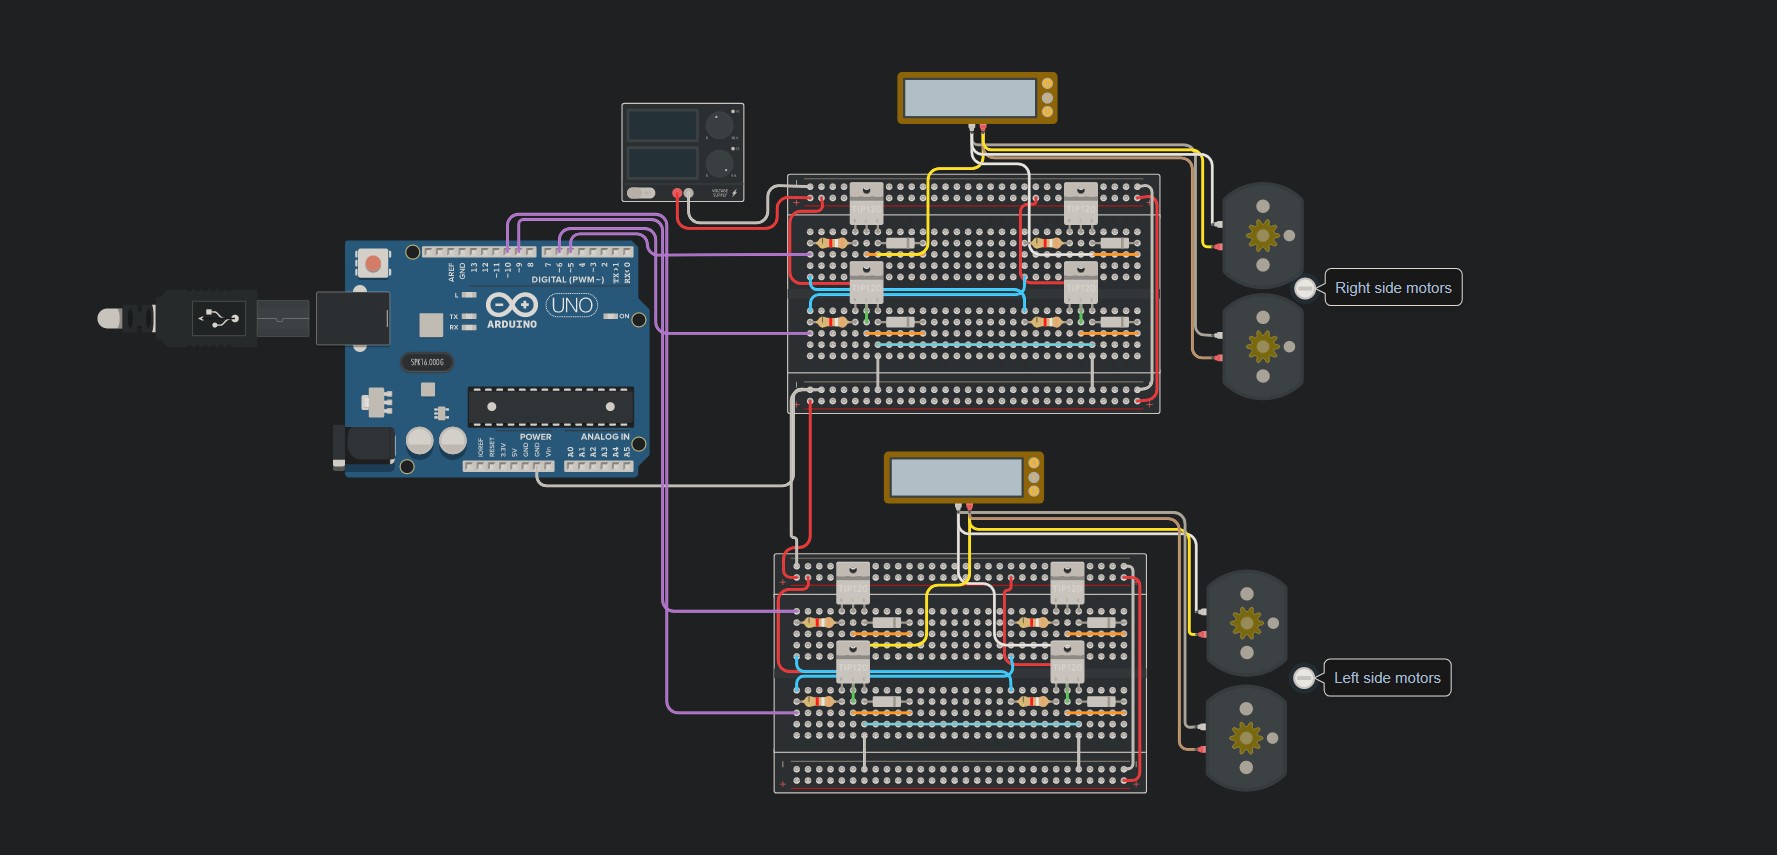 TIP120
TIP120
TIP120
TIP120
AREF
GND
13
12
~11
~10
~9
8
7
~6
~5
4
~3
2
TX>1
RX<0
DIGITAL (PWM~)
L
TX
RX
UNO
ON
ARDUINO
SPK16.000G
POWER
ANALOG IN
IOREF
RESET
3.3V
5V
GND
GND
Vin
A0
A1
A2
A3
A4
A5
Right side motors
TIP120
TIP120
TIP120
TIP120
Left side motors